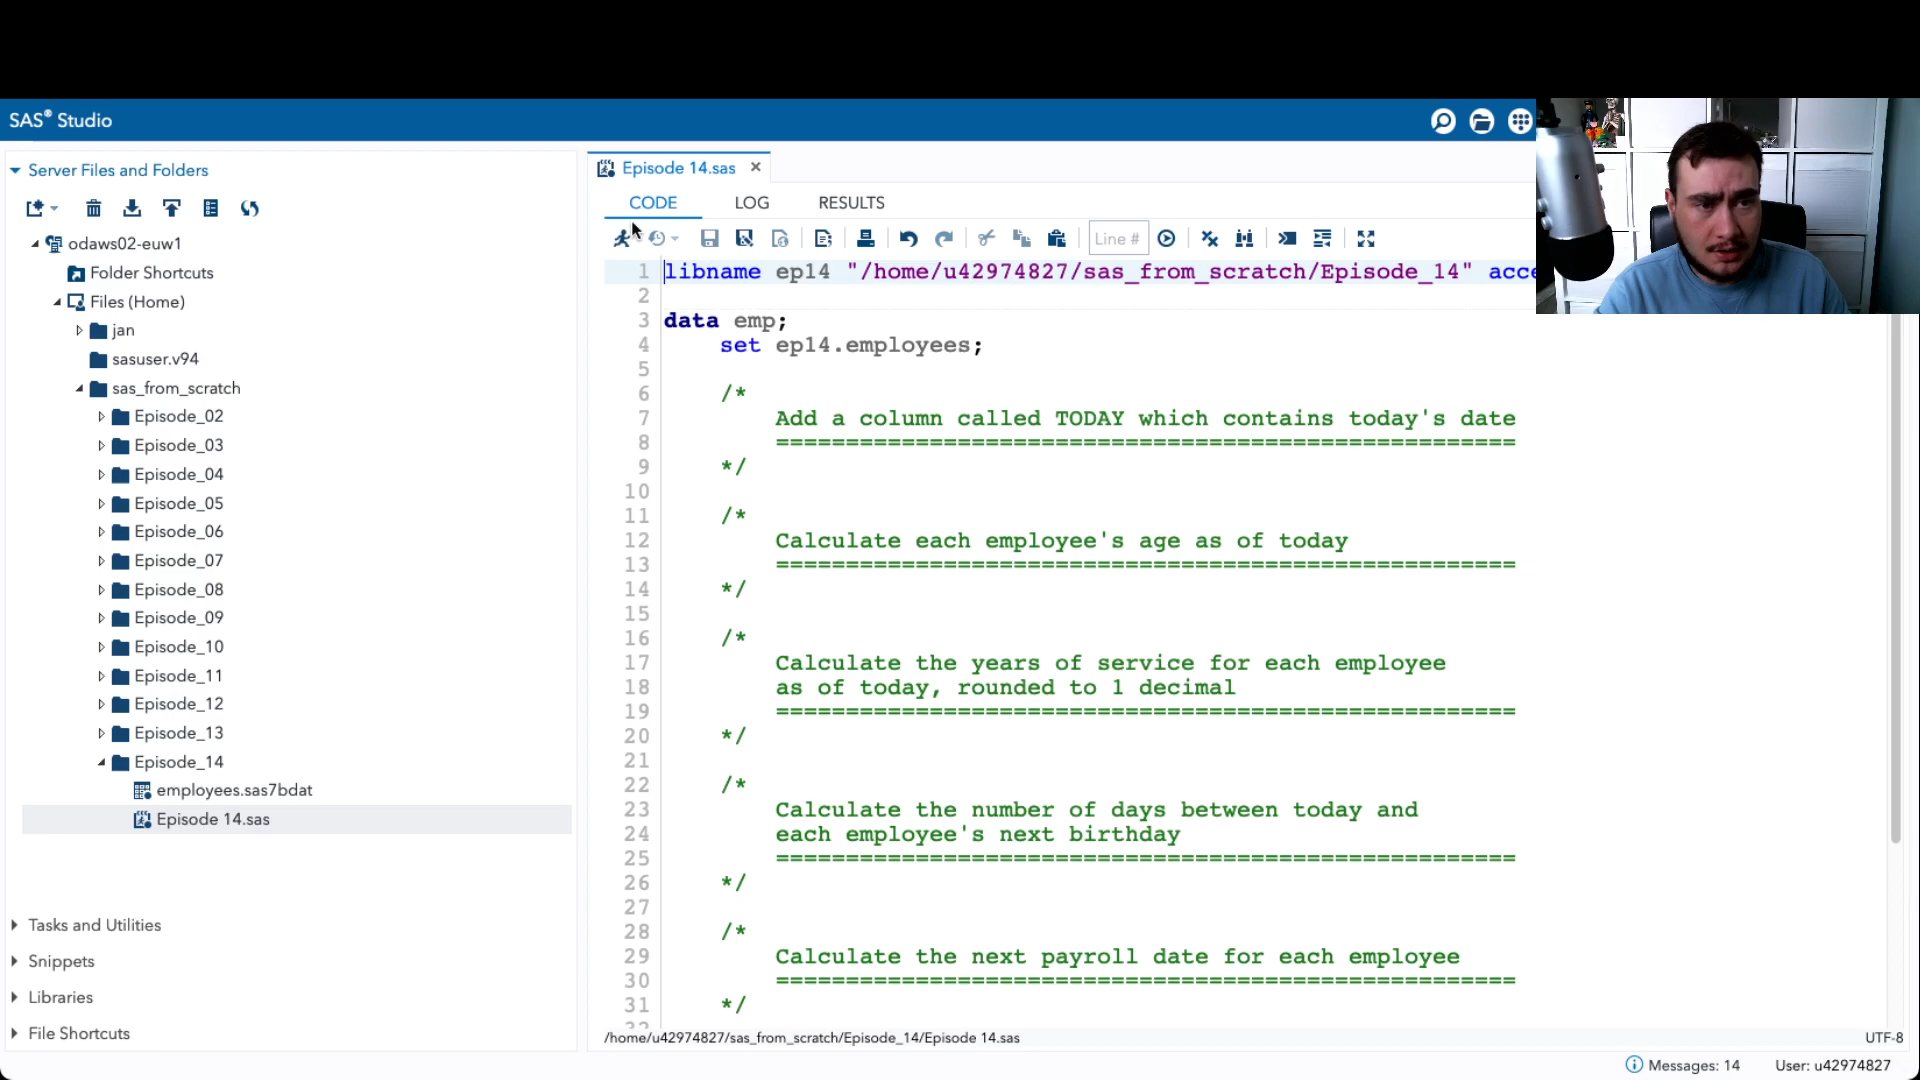 SAS® Studio
Server Files and Folders
odaws02-euw1
Folder Shortcuts
Files (Home)
jan
sasuser.v94
sas_from_scratch
Episode_02
Episode_03
Episode_04
Episode_05
Episode_06
Episode_07
Episode_08
Episode_09
Episode_10
Episode_11
Episode_12
Episode_13
Episode_14
employees.sas7bdat
Episode 14.sas
Tasks and Utilities
Snippets
Libraries
File Shortcuts
Episode 14.sas
CODE LOG RESULTS
Line #
1 libname ep14 "/home/u42974827/sas_from_scratch/Episode_14" acce
2
3 data emp;
4 set ep14.employees;
5
6 /*
7 Add a column called TODAY which contains today's date
8 =====================================================
9 */
10
11 /*
12 Calculate each employee's age as of today
13 =====================================================
14 */
15
16 /*
17 Calculate the years of service for each employee
18 as of today, rounded to 1 decimal
19 =====================================================
20 */
21
22 /*
23 Calculate the number of days between today and
24 each employee's next birthday
25 =====================================================
26 */
27
28 /*
29 Calculate the next payroll date for each employee
30 =====================================================
31 */
/home/u42974827/sas_from_scratch/Episode_14/Episode 14.sas
UTF-8
Messages: 14
User: u42974827